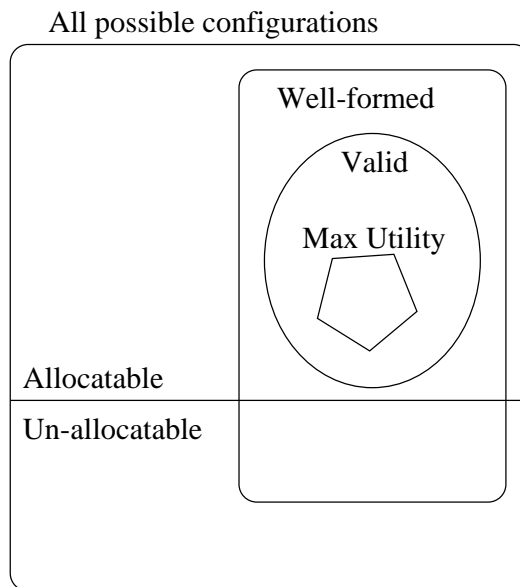 All possible configurations
Well-formed
Valid
Max Utility
Allocatable
Un-allocatable